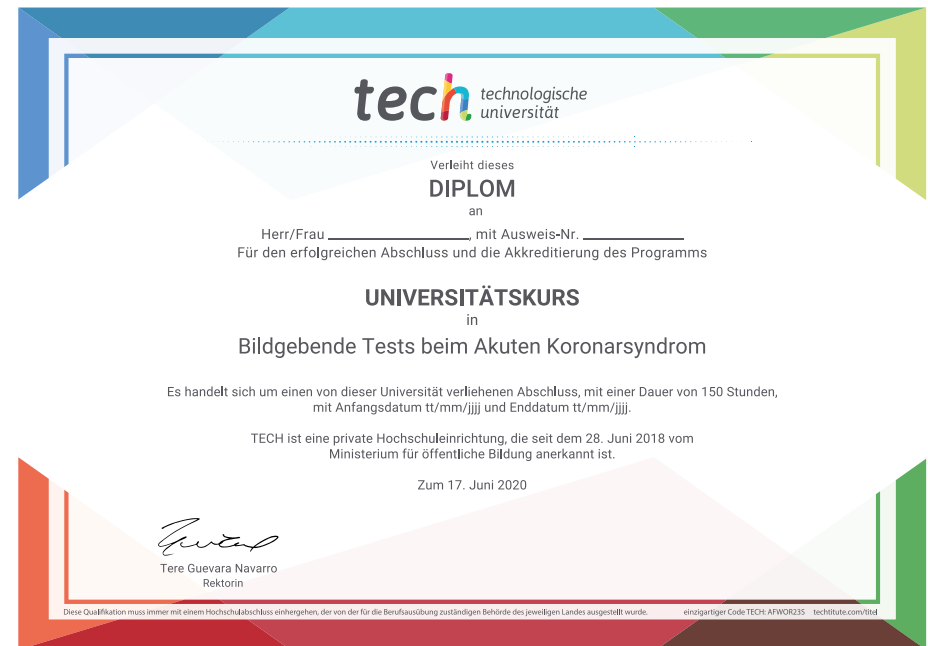 tech technologische
universität
Verleiht dieses
DIPLOM
an
Herr/Frau ____________, mit Ausweis-Nr. ____________
Für den erfolgreichen Abschluss und die Akkreditierung des Programms
UNIVERSITÄTSKURS
in
Bildgebende Tests beim Akuten Koronarsyndrom
Es handelt sich um einen von dieser Universität verliehenen Abschluss, mit einer Dauer von 150 Stunden,
mit Anfangsdatum tt/mm/jjjj und Enddatum tt/mm/jjjj.
TECH ist eine private Hochschuleinrichtung, die seit dem 28. Juni 2018 vom
Ministerium für öffentliche Bildung anerkannt ist.
Zum 17. Juni 2020
Tere Guevara Navarro
Rektorin
Diese Qualifikation muss immer mit einem Hochschulabschluss einhergehen, der von der für die Berufsausübung zuständigen Behörde des jeweiligen Landes ausgestellt wurde. einzigartiger Code TECH: AFWOR23S techtitute.com/titel